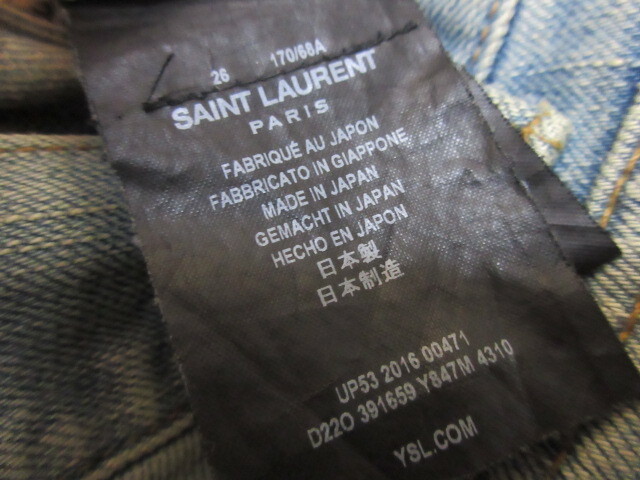 26 170/68A
SAINT LAURENT
PARIS
FABRIQUÉ AU JAPON
FABBRICATO IN GIAPPONE
MADE IN JAPAN
GEMACHT IN JAPAN
HECHO EN JAPON
日本製
日本制造
UP53 2016 00471
D22O 391659 Y847M 4310
YSL.COM